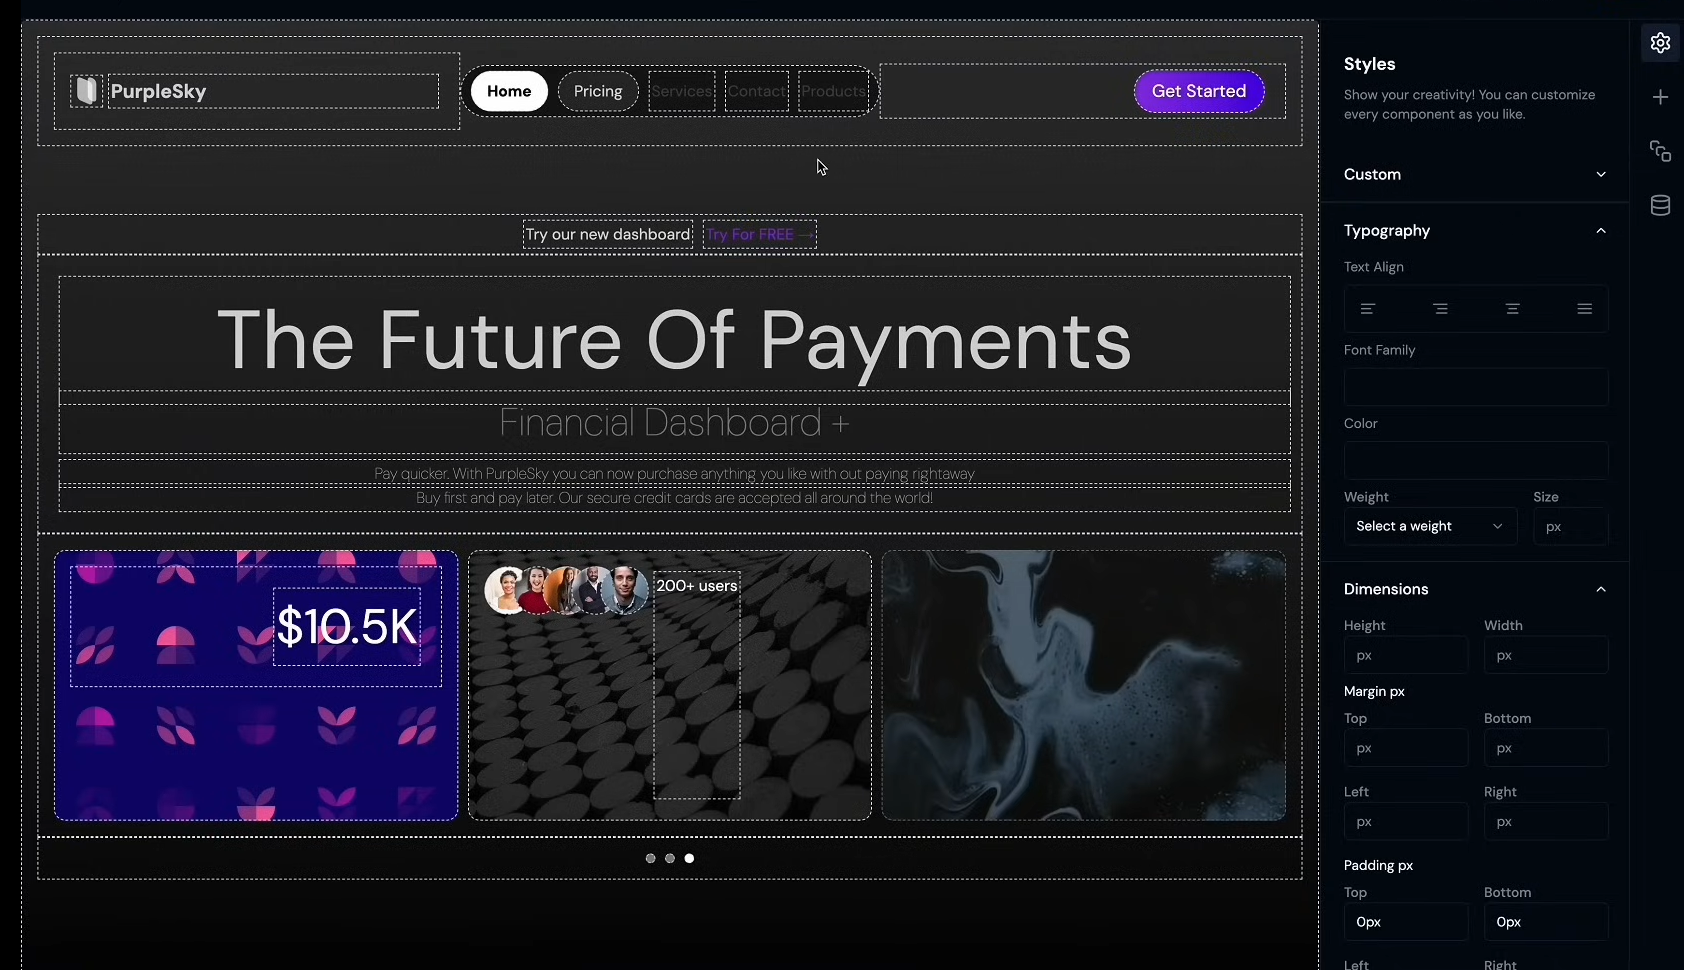 PurpleSky
Home
Pricing
Services
Contact
Products
Get Started
Try our new dashboard
Try For FREE →
The Future Of Payments
Financial Dashboard +
Pay quicker. With PurpleSky you can now purchase anything you like with out paying rightaway
Buy first and pay later. Our secure credit cards are accepted all around the world!
$10.5K
200+ users
Styles
Show your creativity! You can customize
every component as you like.
Custom
Typography
Text Align
Font Family
Color
Weight
Size
Select a weight
px
Dimensions
Height
Width
px
px
Margin px
Top
Bottom
px
px
Left
Right
px
px
Padding px
Top
Bottom
0px
0px
Left
Right